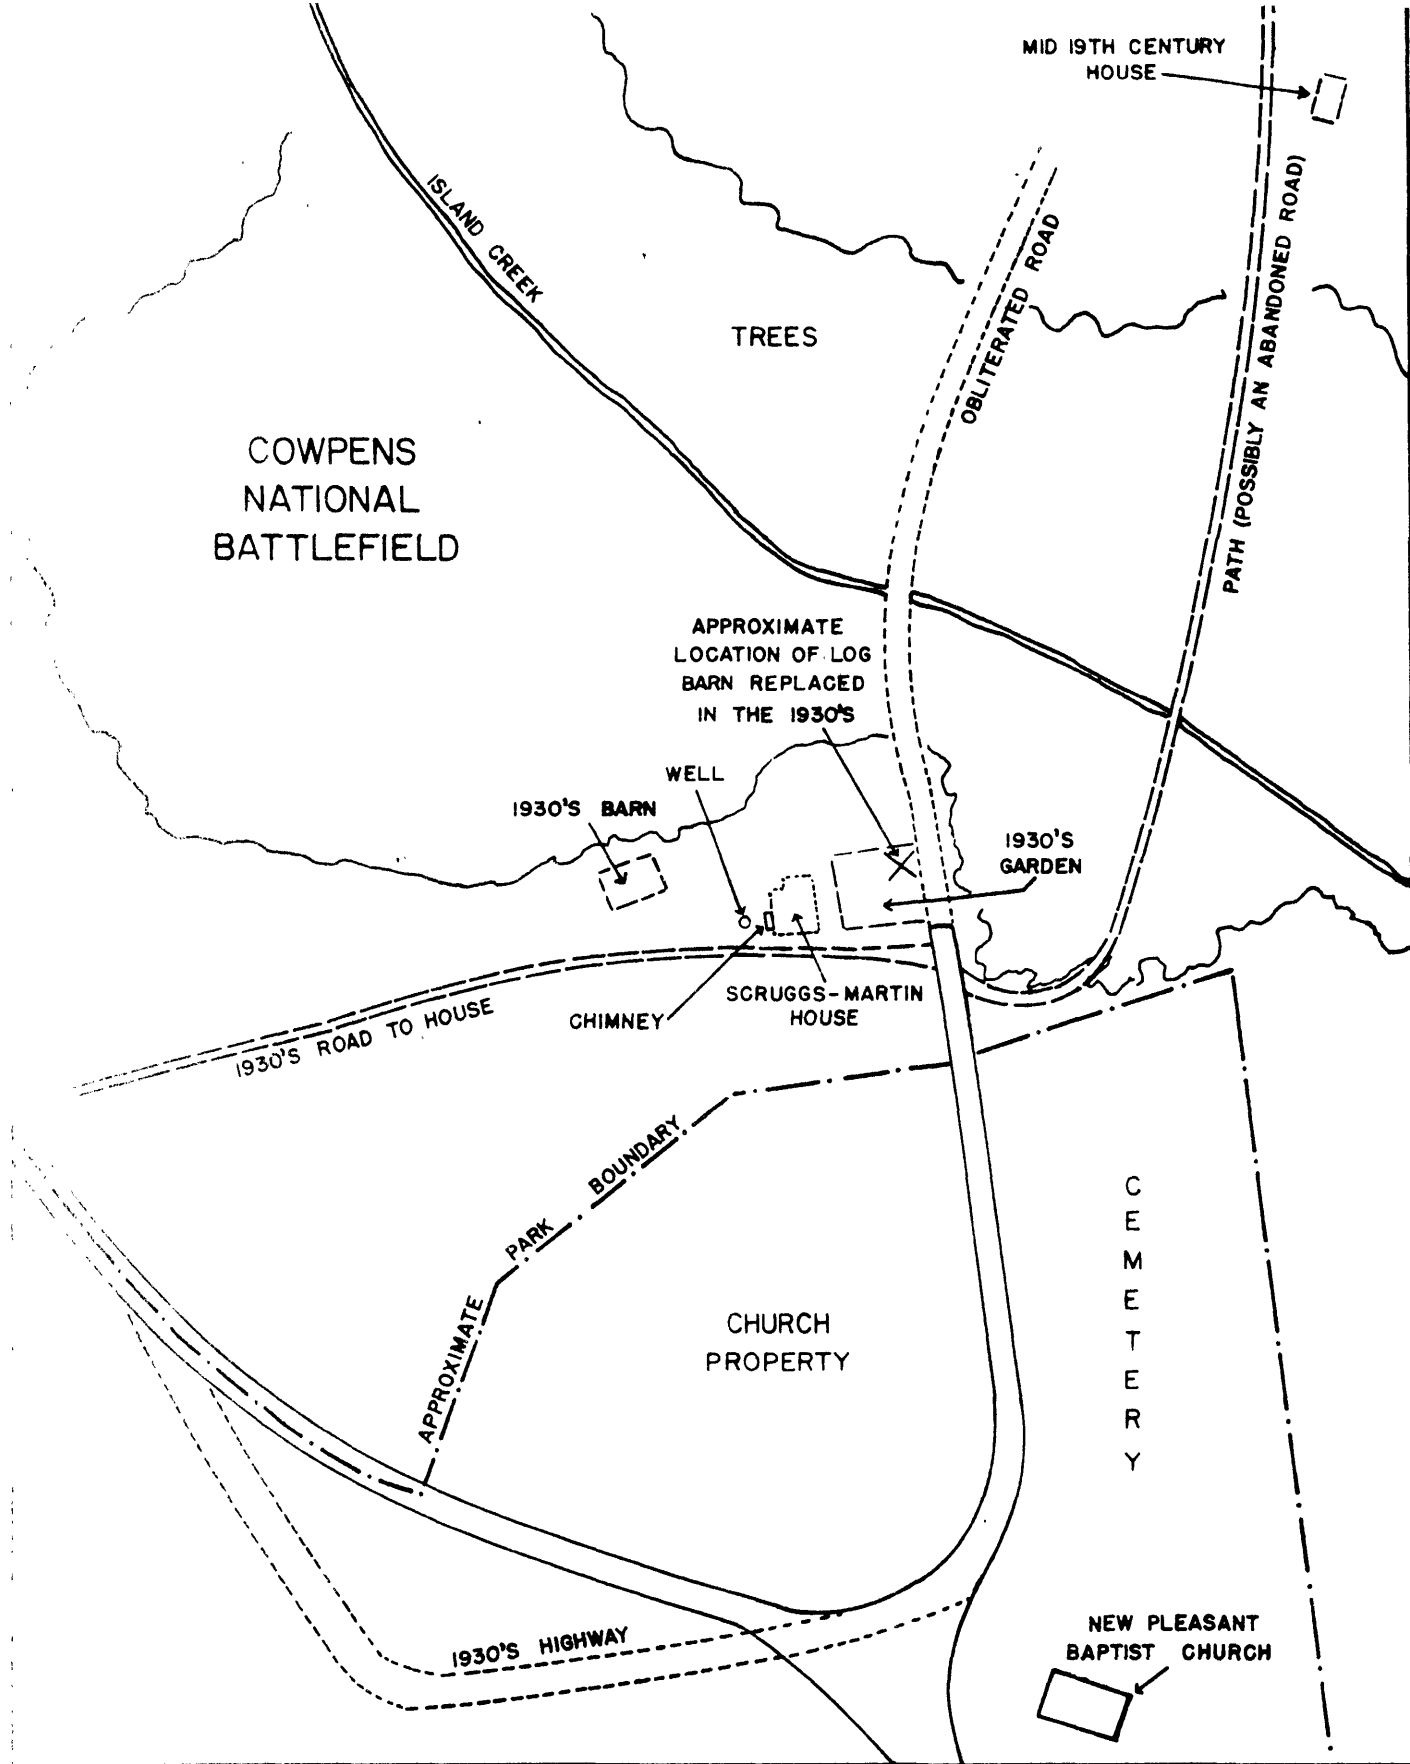 MID 19TH CENTURY
HOUSE
ISLAND CREEK
OBLITERATED ROAD
PATH (POSSIBLY AN ABANDONED ROAD)
TREES
COWPENS
NATIONAL
BATTLEFIELD
APPROXIMATE
LOCATION OF LOG
BARN REPLACED
IN THE 1930'S
WELL
1930'S BARN
1930'S
GARDEN
SCRUGGS-MARTIN
HOUSE
CHIMNEY
1930'S ROAD TO HOUSE
APPROXIMATE PARK BOUNDARY
CEMETERY
CHURCH
PROPERTY
1930'S HIGHWAY
NEW PLEASANT
BAPTIST CHURCH